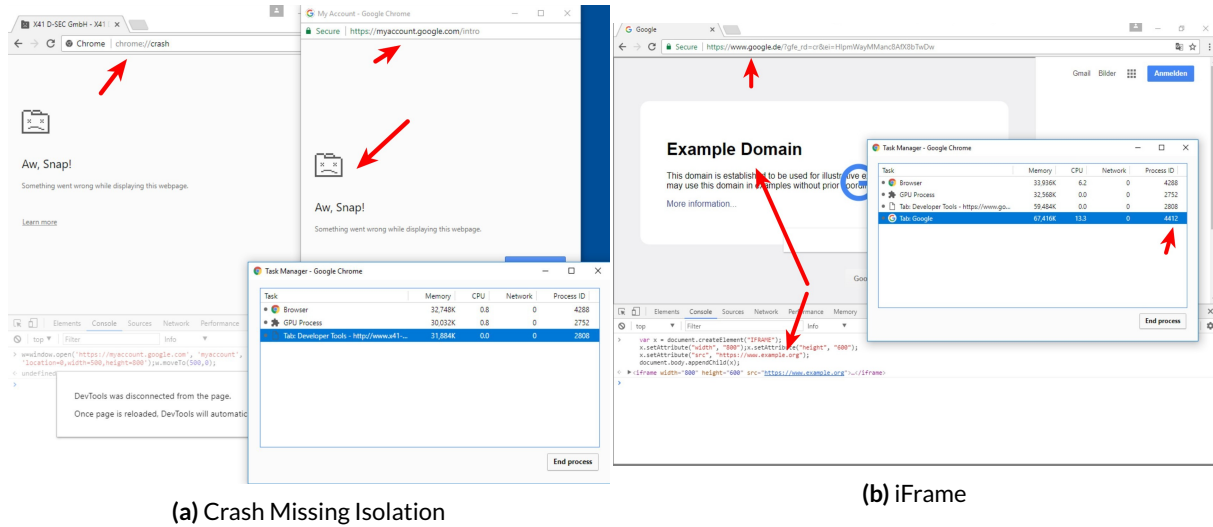 X41 D-SEC GmbH - X41
Chrome | chrome://crash
Aw, Snap!
Something went wrong while displaying this webpage.
Learn more
Elements Console Sources Network Performance
top ▼ Filter Info ▼
> w=window.open('https://myaccount.google.com', 'myaccount',
'location=0,width=500,height=800');w.moveTo(500,0);
undefined
DevTools was disconnected from the page.
Once page is reloaded, DevTools will automatic
My Account - Google Chrome
Secure | https://myaccount.google.com/intro
Aw, Snap!
Something went wrong while displaying this webpage.
Task Manager - Google Chrome
Task Memory CPU Network Process ID
Browser 32,748K 0.8 0 4288
GPU Process 30,032K 0.8 0 2752
Tab: Developer Tools - http://www.x41-... 31,884K 0.0 0 2808
End process
(a) Crash Missing Isolation
Google
Secure | https://www.google.de/?gfe_rd=cr&ei=HIpmWayMManc8AfX8bTwDw
Gmail Bilder Anmelden
Example Domain
This domain is established to be used for illustrative e
may use this domain in examples without prior coordi
More information...
Goo
Task Manager - Google Chrome
Task Memory CPU Network Process ID
Browser 33,936K 6.2 0 4288
GPU Process 32,568K 0.0 0 2752
Tab: Developer Tools - https://www.go... 59,484K 0.0 0 2808
Tab: Google 67,416K 13.3 0 4412
End process
Elements Console Sources Network Performance Memory
top ▼ Filter Info ▼
> var x = document.createElement("IFRAME");
x.setAttribute("width", "800");x.setAttribute("height", "600");
x.setAttribute("src", "https://www.example.org");
document.body.appendChild(x);
<iframe width="800" height="600" src="https://www.example.org">…</iframe>
(b) iFrame